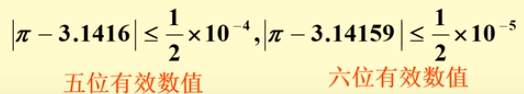 |π − 3.1416| ≤ 1/2 × 10⁻⁴, |π − 3.14159| ≤ 1/2 × 10⁻⁵
五位有效数值 六位有效数值